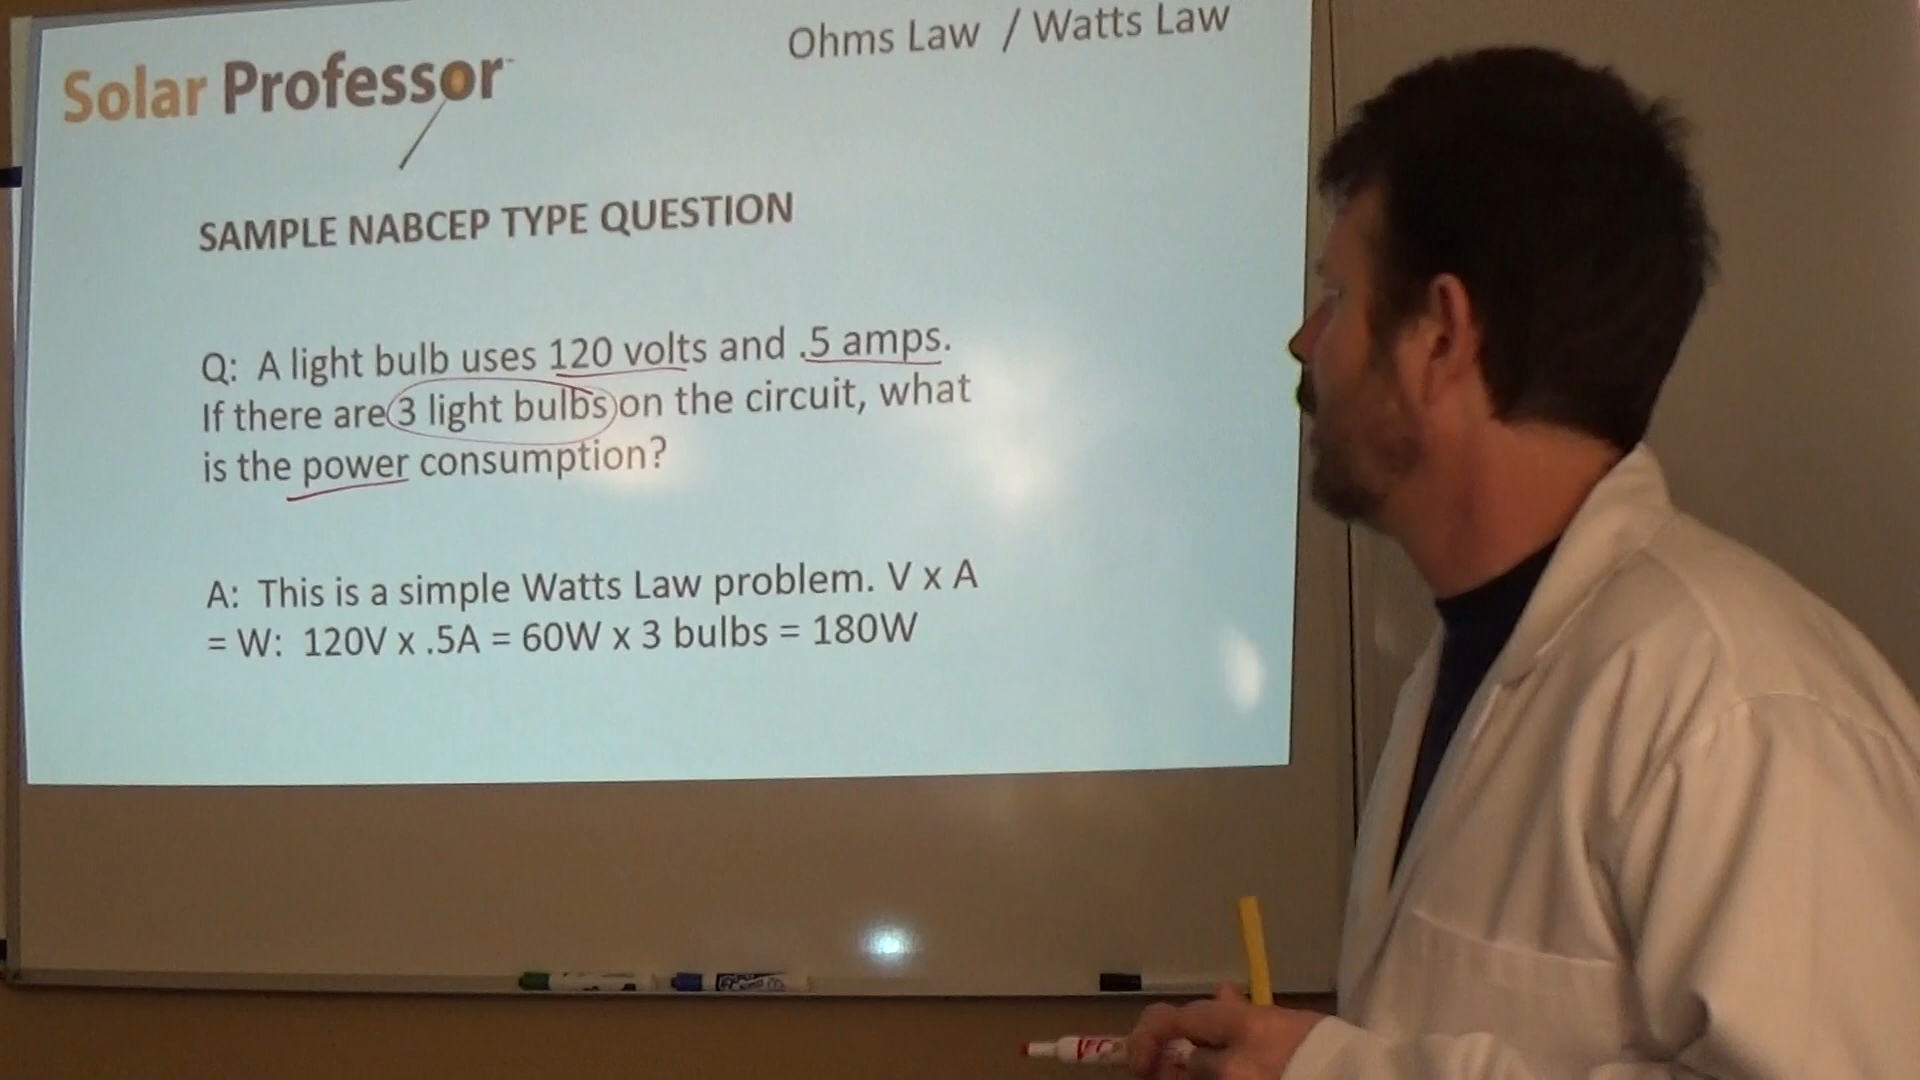 Ohms Law / Watts Law
Solar Professor
SAMPLE NABCEP TYPE QUESTION
Q: A light bulb uses 120 volts and .5 amps.
If there are 3 light bulbs on the circuit, what
is the power consumption?
A: This is a simple Watts Law problem. V x A
= W: 120V x .5A = 60W x 3 bulbs = 180W